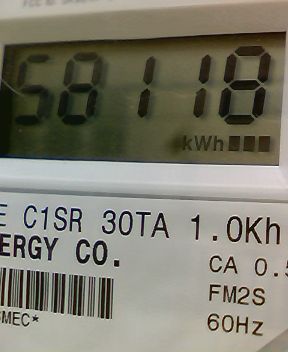 58118
kWh
E C1SR 30TA 1.0Kh
ERGY CO.
CA 0.5
FM2S
60Hz
MEC*